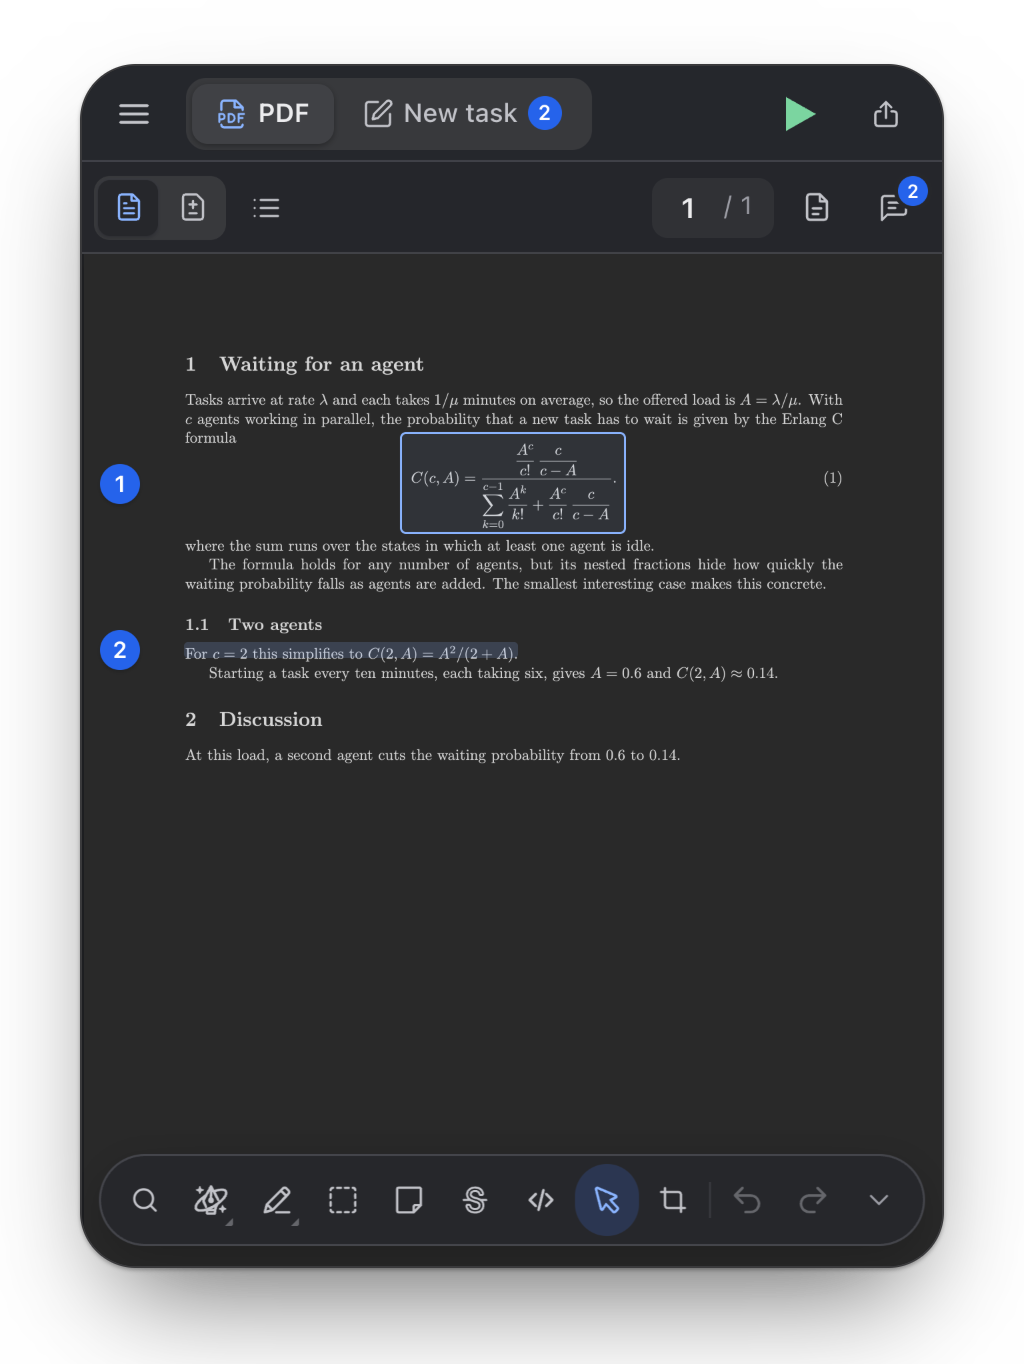 PDF
New task 2
1 / 1
2
1 Waiting for an agent
Tasks arrive at rate λ and each takes 1/μ minutes on average, so the offered load is A = λ/μ. With
c agents working in parallel, the probability that a new task has to wait is given by the Erlang C
formula
1
C(c, A) = \frac{\frac{A^c}{c!} \frac{c}{c − A}}{\sum_{k=0}^{c−1} \frac{A^k}{k!} + \frac{A^c}{c!} \frac{c}{c − A}}. (1)
where the sum runs over the states in which at least one agent is idle.
The formula holds for any number of agents, but its nested fractions hide how quickly the
waiting probability falls as agents are added. The smallest interesting case makes this concrete.
1.1 Two agents
2
For c = 2 this simplifies to C(2, A) = A²/(2 + A).
Starting a task every ten minutes, each taking six, gives A = 0.6 and C(2, A) ≈ 0.14.
2 Discussion
At this load, a second agent cuts the waiting probability from 0.6 to 0.14.